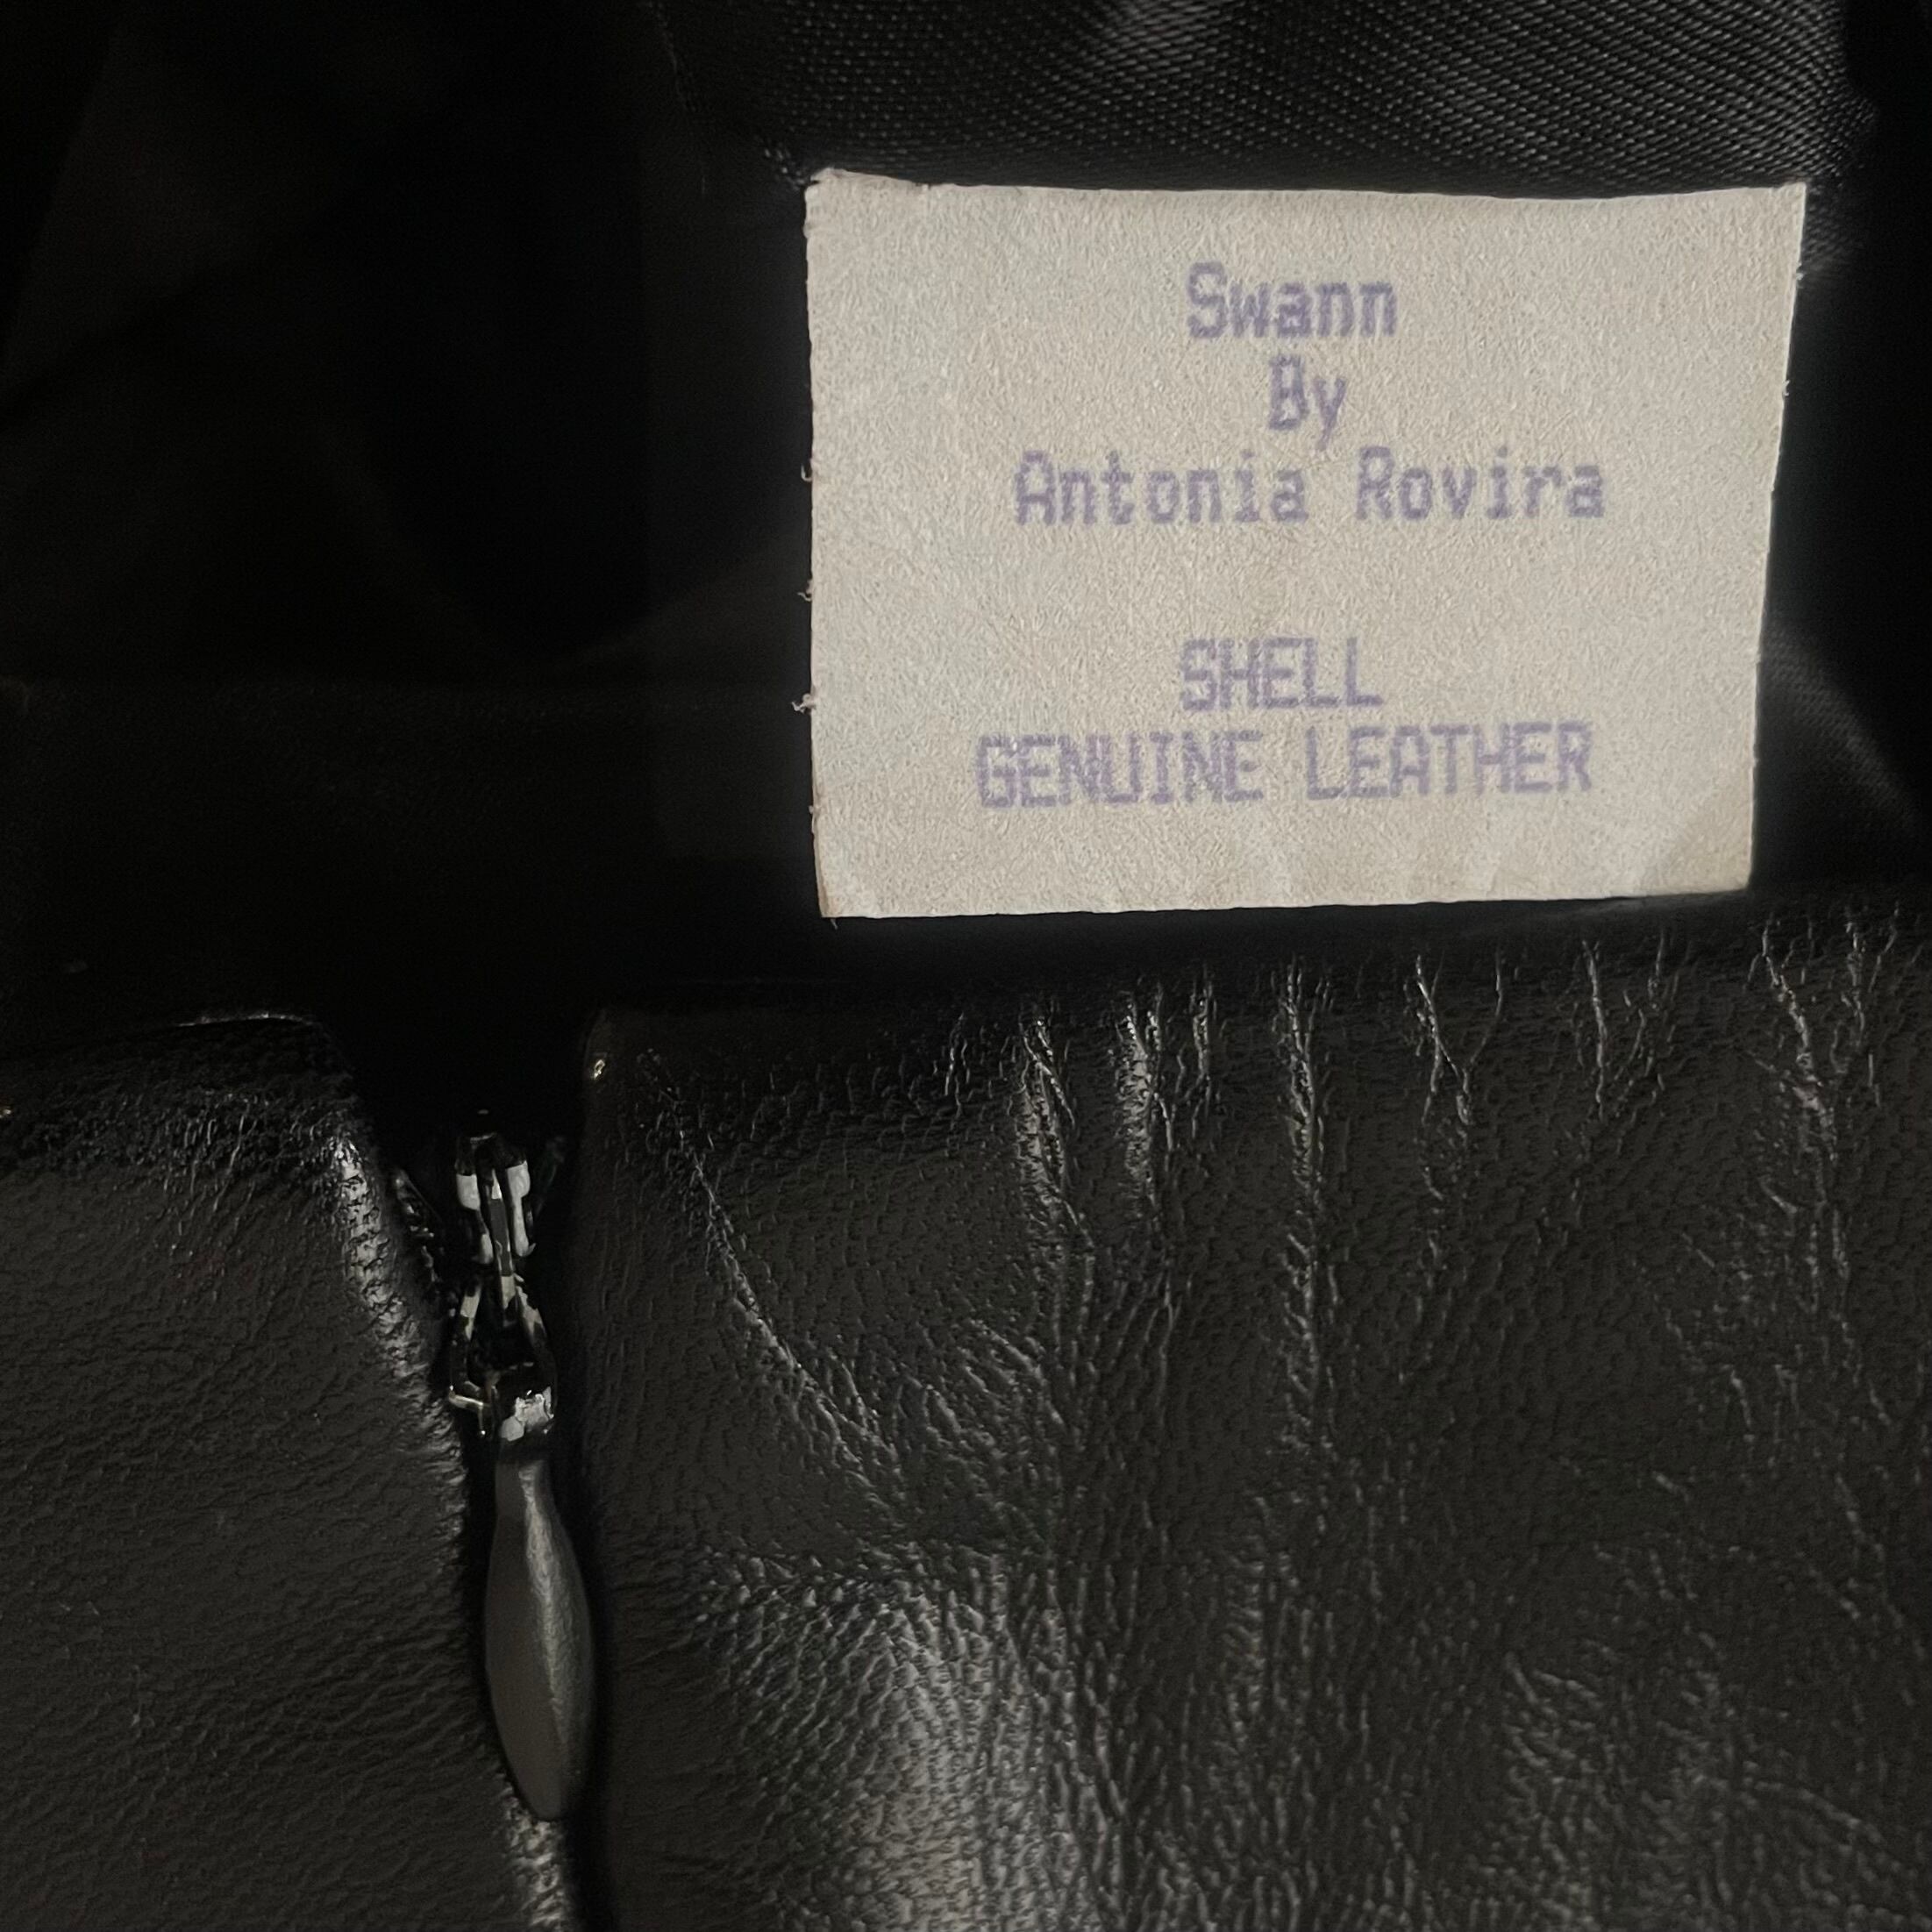 Swann
By
Antonia Rovira
SHELL
GENUINE LEATHER